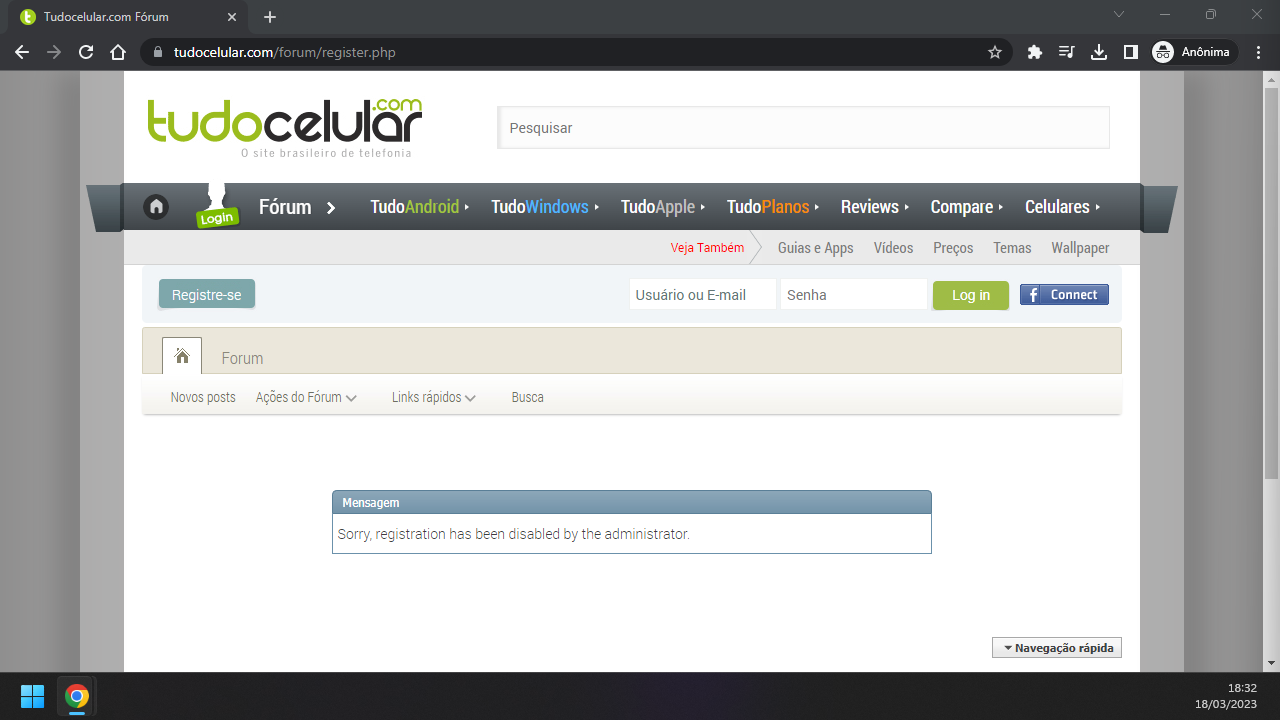 Tudocelular.com Fórum
tudocelular.com/forum/register.php
Anônima
tudocelular.com
O site brasileiro de telefonia
Pesquisar
Login
Fórum
TudoAndroid
TudoWindows
TudoApple
TudoPlanos
Reviews
Compare
Celulares
Veja Também
Guias e Apps
Vídeos
Preços
Temas
Wallpaper
Registre-se
Usuário ou E-mail
Senha
Log in
f Connect
Forum
Novos posts
Ações do Fórum
Links rápidos
Busca
Mensagem
Sorry, registration has been disabled by the administrator.
Navegação rápida
18:32
18/03/2023